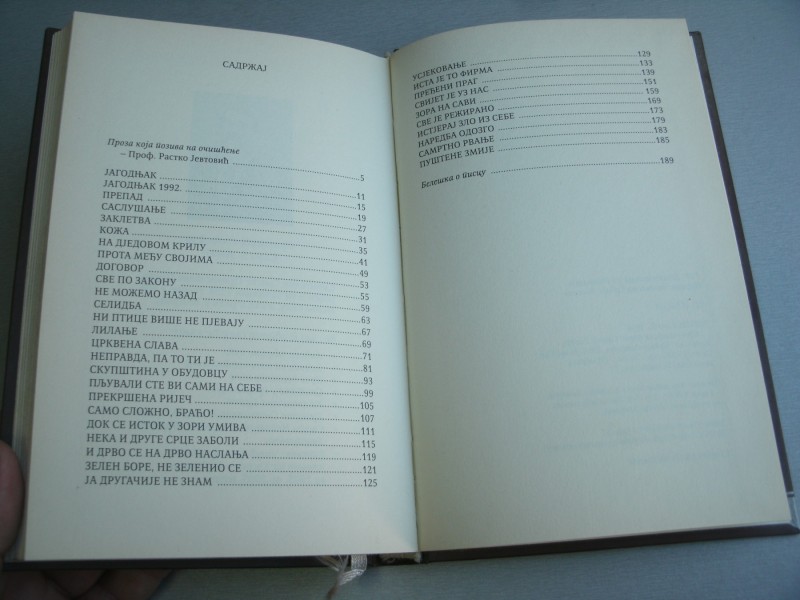 САДРЖАЈ
Проза која позива на очишћење
– Проф. Растко Јевтовић ........ 5
ЈАГОДЊАК
ЈАГОДЊАК 1992. ........ 11
ПРЕПАД ........ 15
САСЛУШАЊЕ ........ 19
ЗАКЛЕТВА ........ 27
КОЖА ........ 31
НА ДЈЕДОВОМ КРИЛУ ........ 35
ПРОТА МЕЂУ СВОЈИМА ........ 41
ДОГОВОР ........ 49
СВЕ ПО ЗАКОНУ ........ 53
НЕ МОЖЕМО НАЗАД ........ 55
СЕЛИДБА ........ 59
НИ ПТИЦЕ ВИШЕ НЕ ПЈЕВАЈУ ........ 63
ЛИЛАЊЕ ........ 67
ЦРКВЕНА СЛАВА ........ 69
НЕПРАВДА, ПА ТО ТИ ЈЕ ........ 71
СКУПШТИНА У ОБУДОВЦУ ........ 81
ПЉУВАЛИ СТЕ ВИ САМИ НА СЕБЕ ........ 93
ПРЕКРШЕНА РИЈЕЧ ........ 99
САМО СЛОЖНО, БРАЋО! ........ 105
ДОК СЕ ИСТОК У ЗОРИ УМИВА ........ 107
НЕКА И ДРУГЕ СРЦЕ ЗАБОЛИ ........ 111
И ДРВО СЕ НА ДРВО НАСЛАЊА ........ 115
ЗЕЛЕН БОРЕ, НЕ ЗЕЛЕНИО СЕ ........ 119
ЈА ДРУГАЧИЈЕ НЕ ЗНАМ ........ 121
125
УСЈЕКОВАЊЕ ........ 129
ИСТА ЈЕ ТО ФИРМА ........ 133
ПРЕЂЕНИ ПРАГ ........ 139
СВИЈЕТ ЈЕ УЗ НАС ........ 151
ЗОРА НА САВИ ........ 159
СВЕ ЈЕ РЕЖИРАНО ........ 169
ИСТЈЕРАЈ ЗЛО ИЗ СЕБЕ ........ 173
НАРЕДБА ОДОЗГО ........ 179
САМРТНО РВАЊЕ ........ 183
ПУШТЕНЕ ЗМИЈЕ ........ 185
Белешка о писцу ........ 189